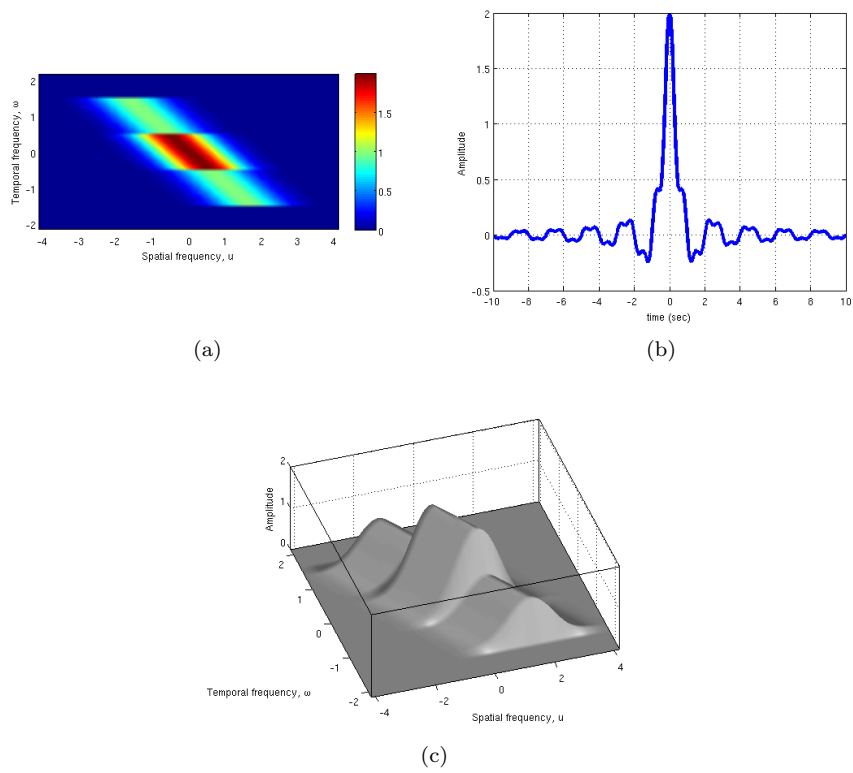 2
1
0
-1
-2
Temporal frequency, ω
-4 -3 -2 -1 0 1 2 3 4
Spatial frequency, u
1.5
1
0.5
0
(a)
2
1.5
1
0.5
0
-0.5
Amplitude
-10 -8 -6 -4 -2 0 2 4 6 8 10
time (sec)
(b)
2
1
0
Amplitude
2
1
0
-1
-2
Temporal frequency, ω
-4
-2
0
2
4
Spatial frequency, u
(c)